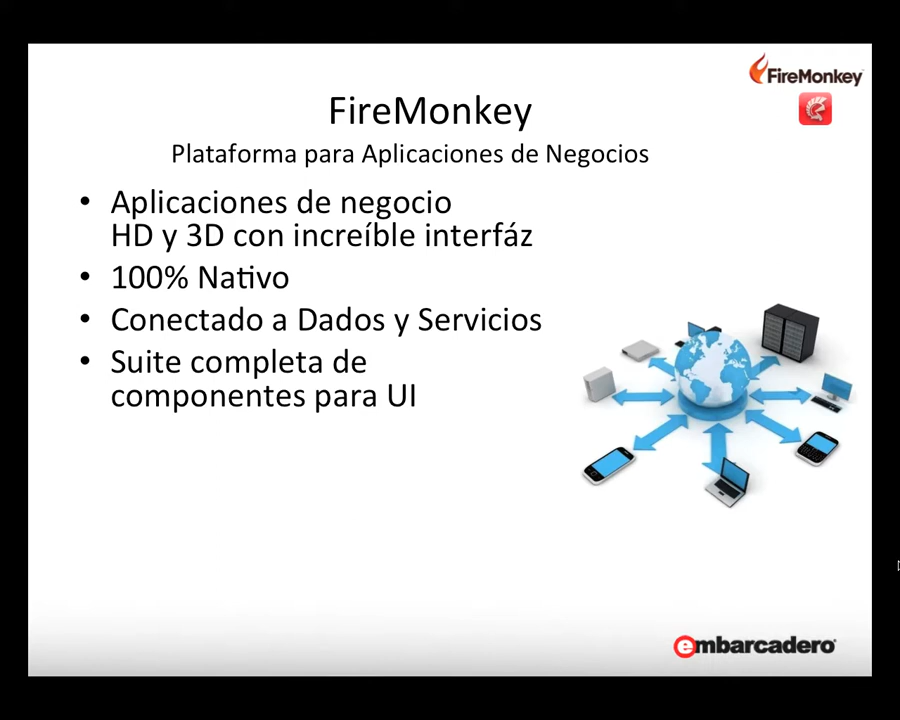 FireMonkey
FireMonkey
Plataforma para Aplicaciones de Negocios
• Aplicaciones de negocio
HD y 3D con increíble interfáz
• 100% Nativo
• Conectado a Dados y Servicios
• Suite completa de
componentes para UI
embarcadero